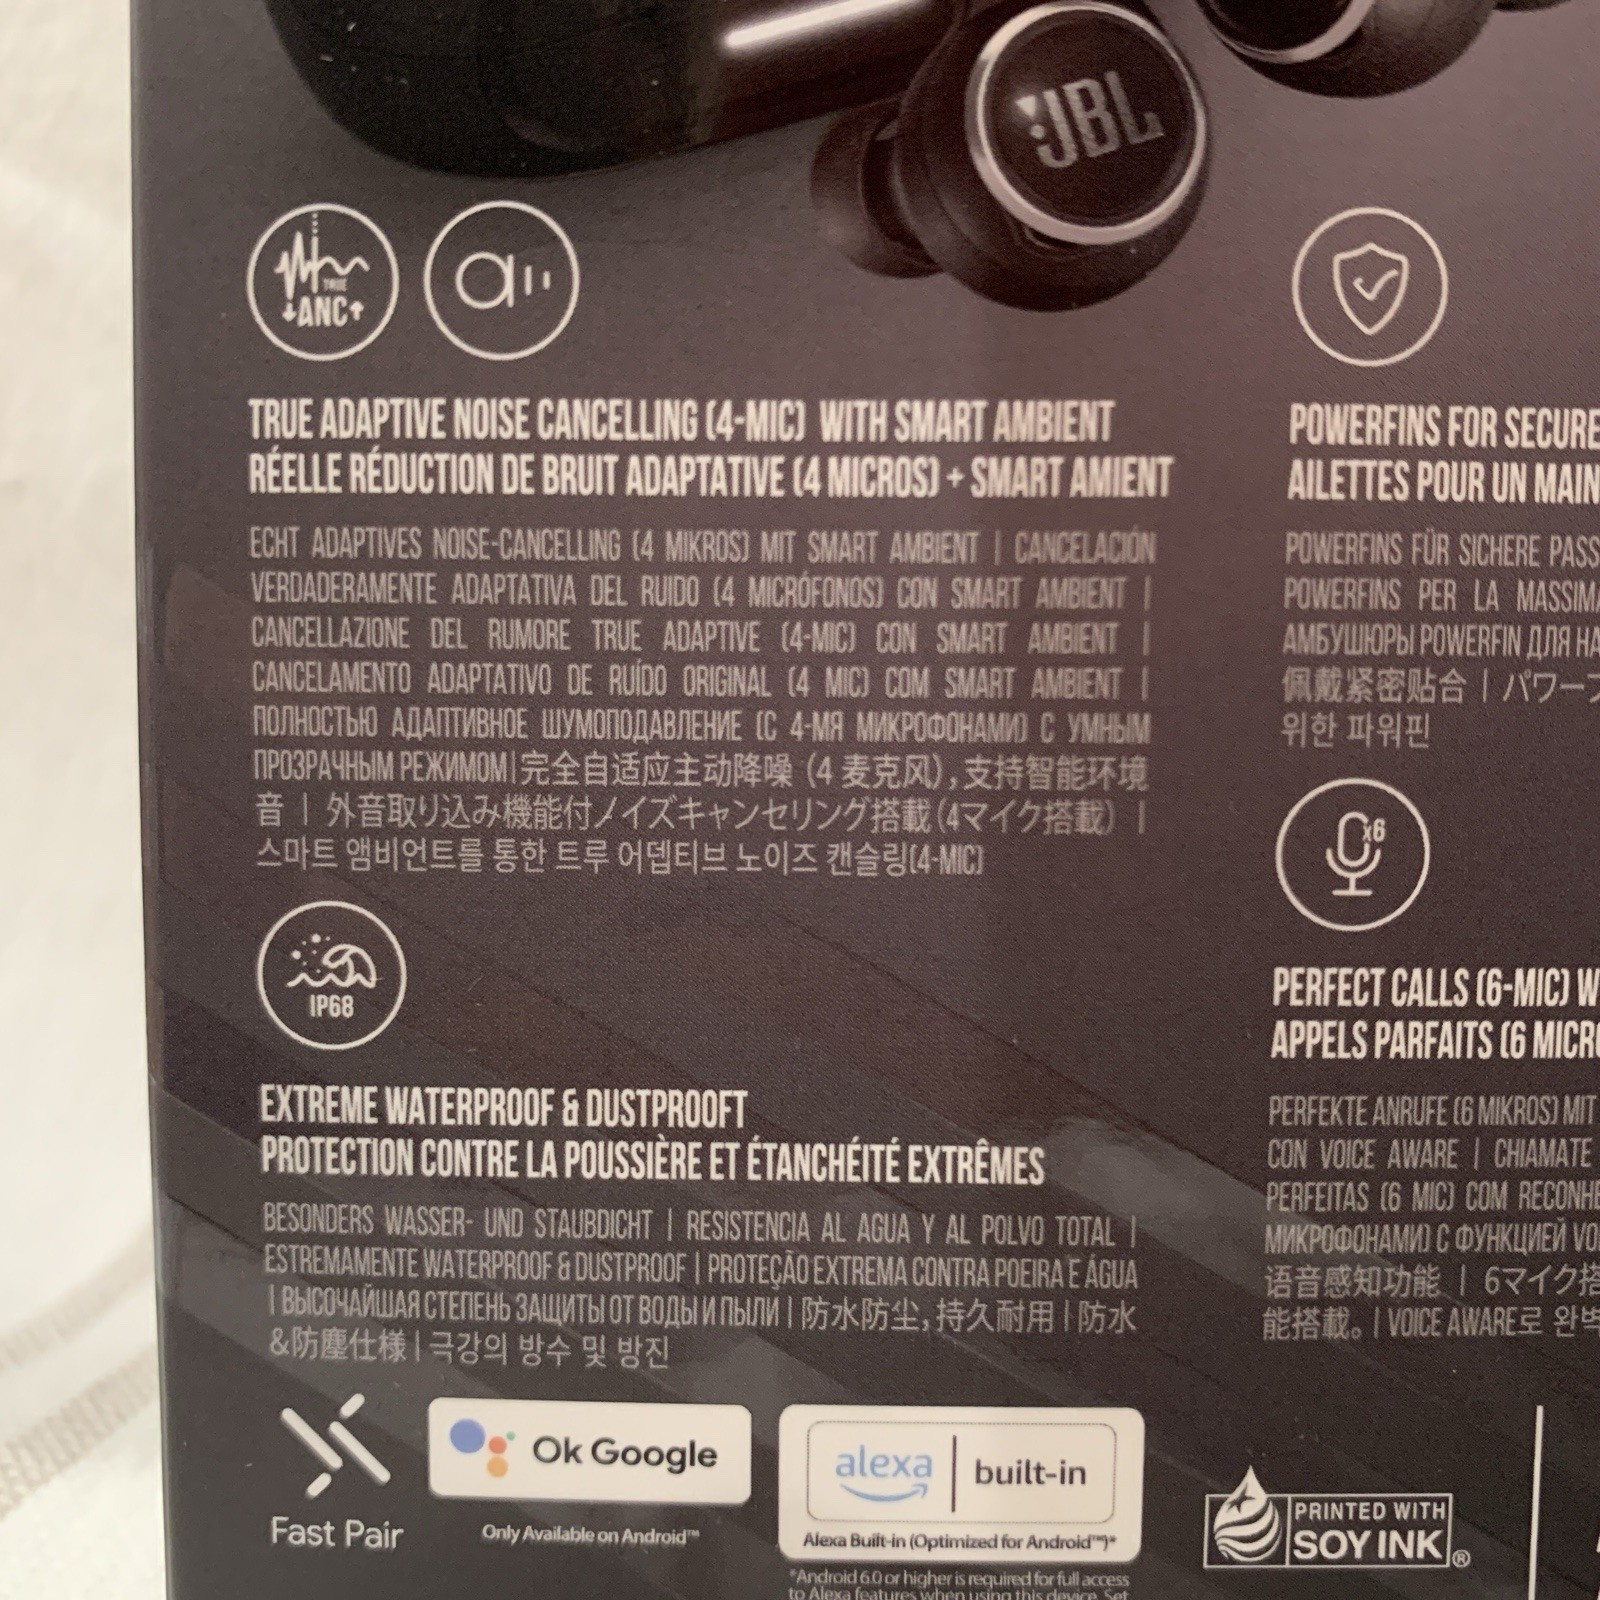 JBL
TRUE
ANC
TRUE ADAPTIVE NOISE CANCELLING (4-MIC) WITH SMART AMBIENT
RÉELLE RÉDUCTION DE BRUIT ADAPTATIVE (4 MICROS) + SMART AMIENT
ECHT ADAPTIVES NOISE-CANCELLING (4 MIKROS) MIT SMART AMBIENT | CANCELACIÓN
VERDADERAMENTE ADAPTATIVA DEL RUIDO (4 MICRÓFONOS) CON SMART AMBIENT |
CANCELLAZIONE DEL RUMORE TRUE ADAPTIVE (4-MIC) CON SMART AMBIENT |
CANCELAMENTO ADAPTATIVO DE RUÍDO ORIGINAL (4 MIC) COM SMART AMBIENT |
ПОЛНОСТЬЮ АДАПТИВНОЕ ШУМОПОДАВЛЕНИЕ (С 4-МЯ МИКРОФОНАМИ) С УМНЫМ
ПРОЗРАЧНЫМ РЕЖИМОМ | 完全自适应主动降噪 (4 麦克风), 支持智能环境
音 | 外音取り込み機能付ノイズキャンセリング搭載(4マイク搭載) |
스마트 앰비언트를 통한 트루 어뎁티브 노이즈 캔슬링(4-MIC)
IP68
EXTREME WATERPROOF & DUSTPROOFT
PROTECTION CONTRE LA POUSSIÈRE ET ÉTANCHÉITÉ EXTRÊMES
BESONDERS WASSER- UND STAUBDICHT | RESISTENCIA AL AGUA Y AL POLVO TOTAL |
ESTREMAMENTE WATERPROOF & DUSTPROOF | PROTEÇÃO EXTREMA CONTRA POEIRA E ÁGUA
| ВЫСОЧАЙШАЯ СТЕПЕНЬ ЗАЩИТЫ ОТ ВОДЫ И ПЫЛИ | 防水防尘, 持久耐用 | 防水
&防塵仕様 | 극강의 방수 및 방진
Fast Pair
Ok Google
Only Available on Android™
alexa | built-in
Alexa Built-in (Optimized for Android™)*
*Android 6.0 or higher is required for full access
to Alexa features when using this device. Set
POWERFINS FOR SECURE
AILETTES POUR UN MAIN
POWERFINS FÜR SICHERE PASS
POWERFINS PER LA MASSIMA
АМБУШЮРЫ POWERFIN ДЛЯ НА
佩戴紧密贴合 | パワーフ
위한 파워핀
x6
PERFECT CALLS (6-MIC) W
APPELS PARFAITS (6 MICRO
PERFEKTE ANRUFE (6 MIKROS) MIT
CON VOICE AWARE | CHIAMATE
PERFEITAS (6 MIC) COM RECONHE
МИКРОФОНАМИ) С ФУНКЦИЕЙ VO
语音感知功能 | 6マイク搭
能搭載。 | VOICE AWARE로 완벽
PRINTED WITH
SOY INK®